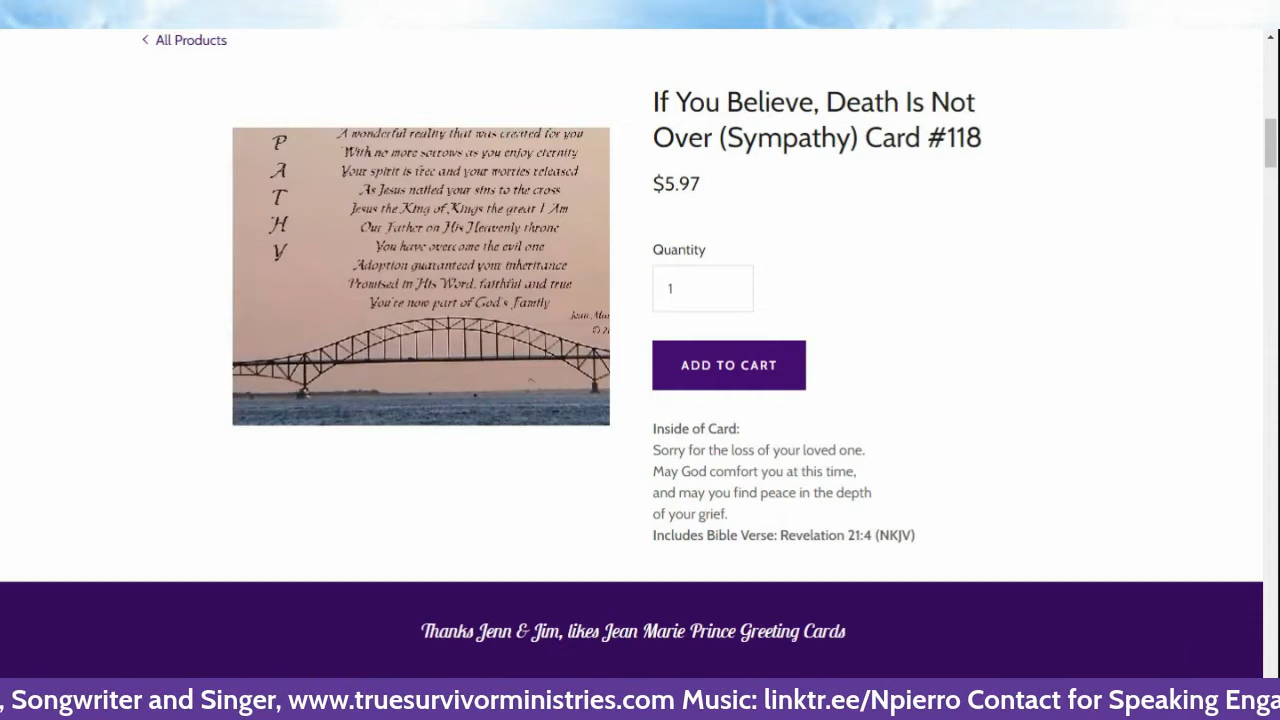 All Products
If You Believe, Death Is Not
Over (Sympathy) Card #118
$5.97
Quantity
1
ADD TO CART
Inside of Card:
Sorry for the loss of your loved one.
May God comfort you at this time,
and may you find peace in the depth
of your grief.
Includes Bible Verse: Revelation 21:4 (NKJV)
P
A
T
H
Y
A wonderful reality that was created for you
With no more sorrows as you enjoy eternity
Your spirit is free and your worries released
As Jesus nailed your sins to the cross
Jesus the King of Kings the great I Am
Our Father on His Heavenly throne
You have overcome the evil one
Adoption guaranteed your inheritance
Promised in His Word, faithful and true
You're now part of God's Family
Jean Mar
© 20
Thanks Jenn & Jim, likes Jean Marie Prince Greeting Cards
, Songwriter and Singer, www.truesurvivorministries.com Music: linktr.ee/Npierro Contact for Speaking Enga